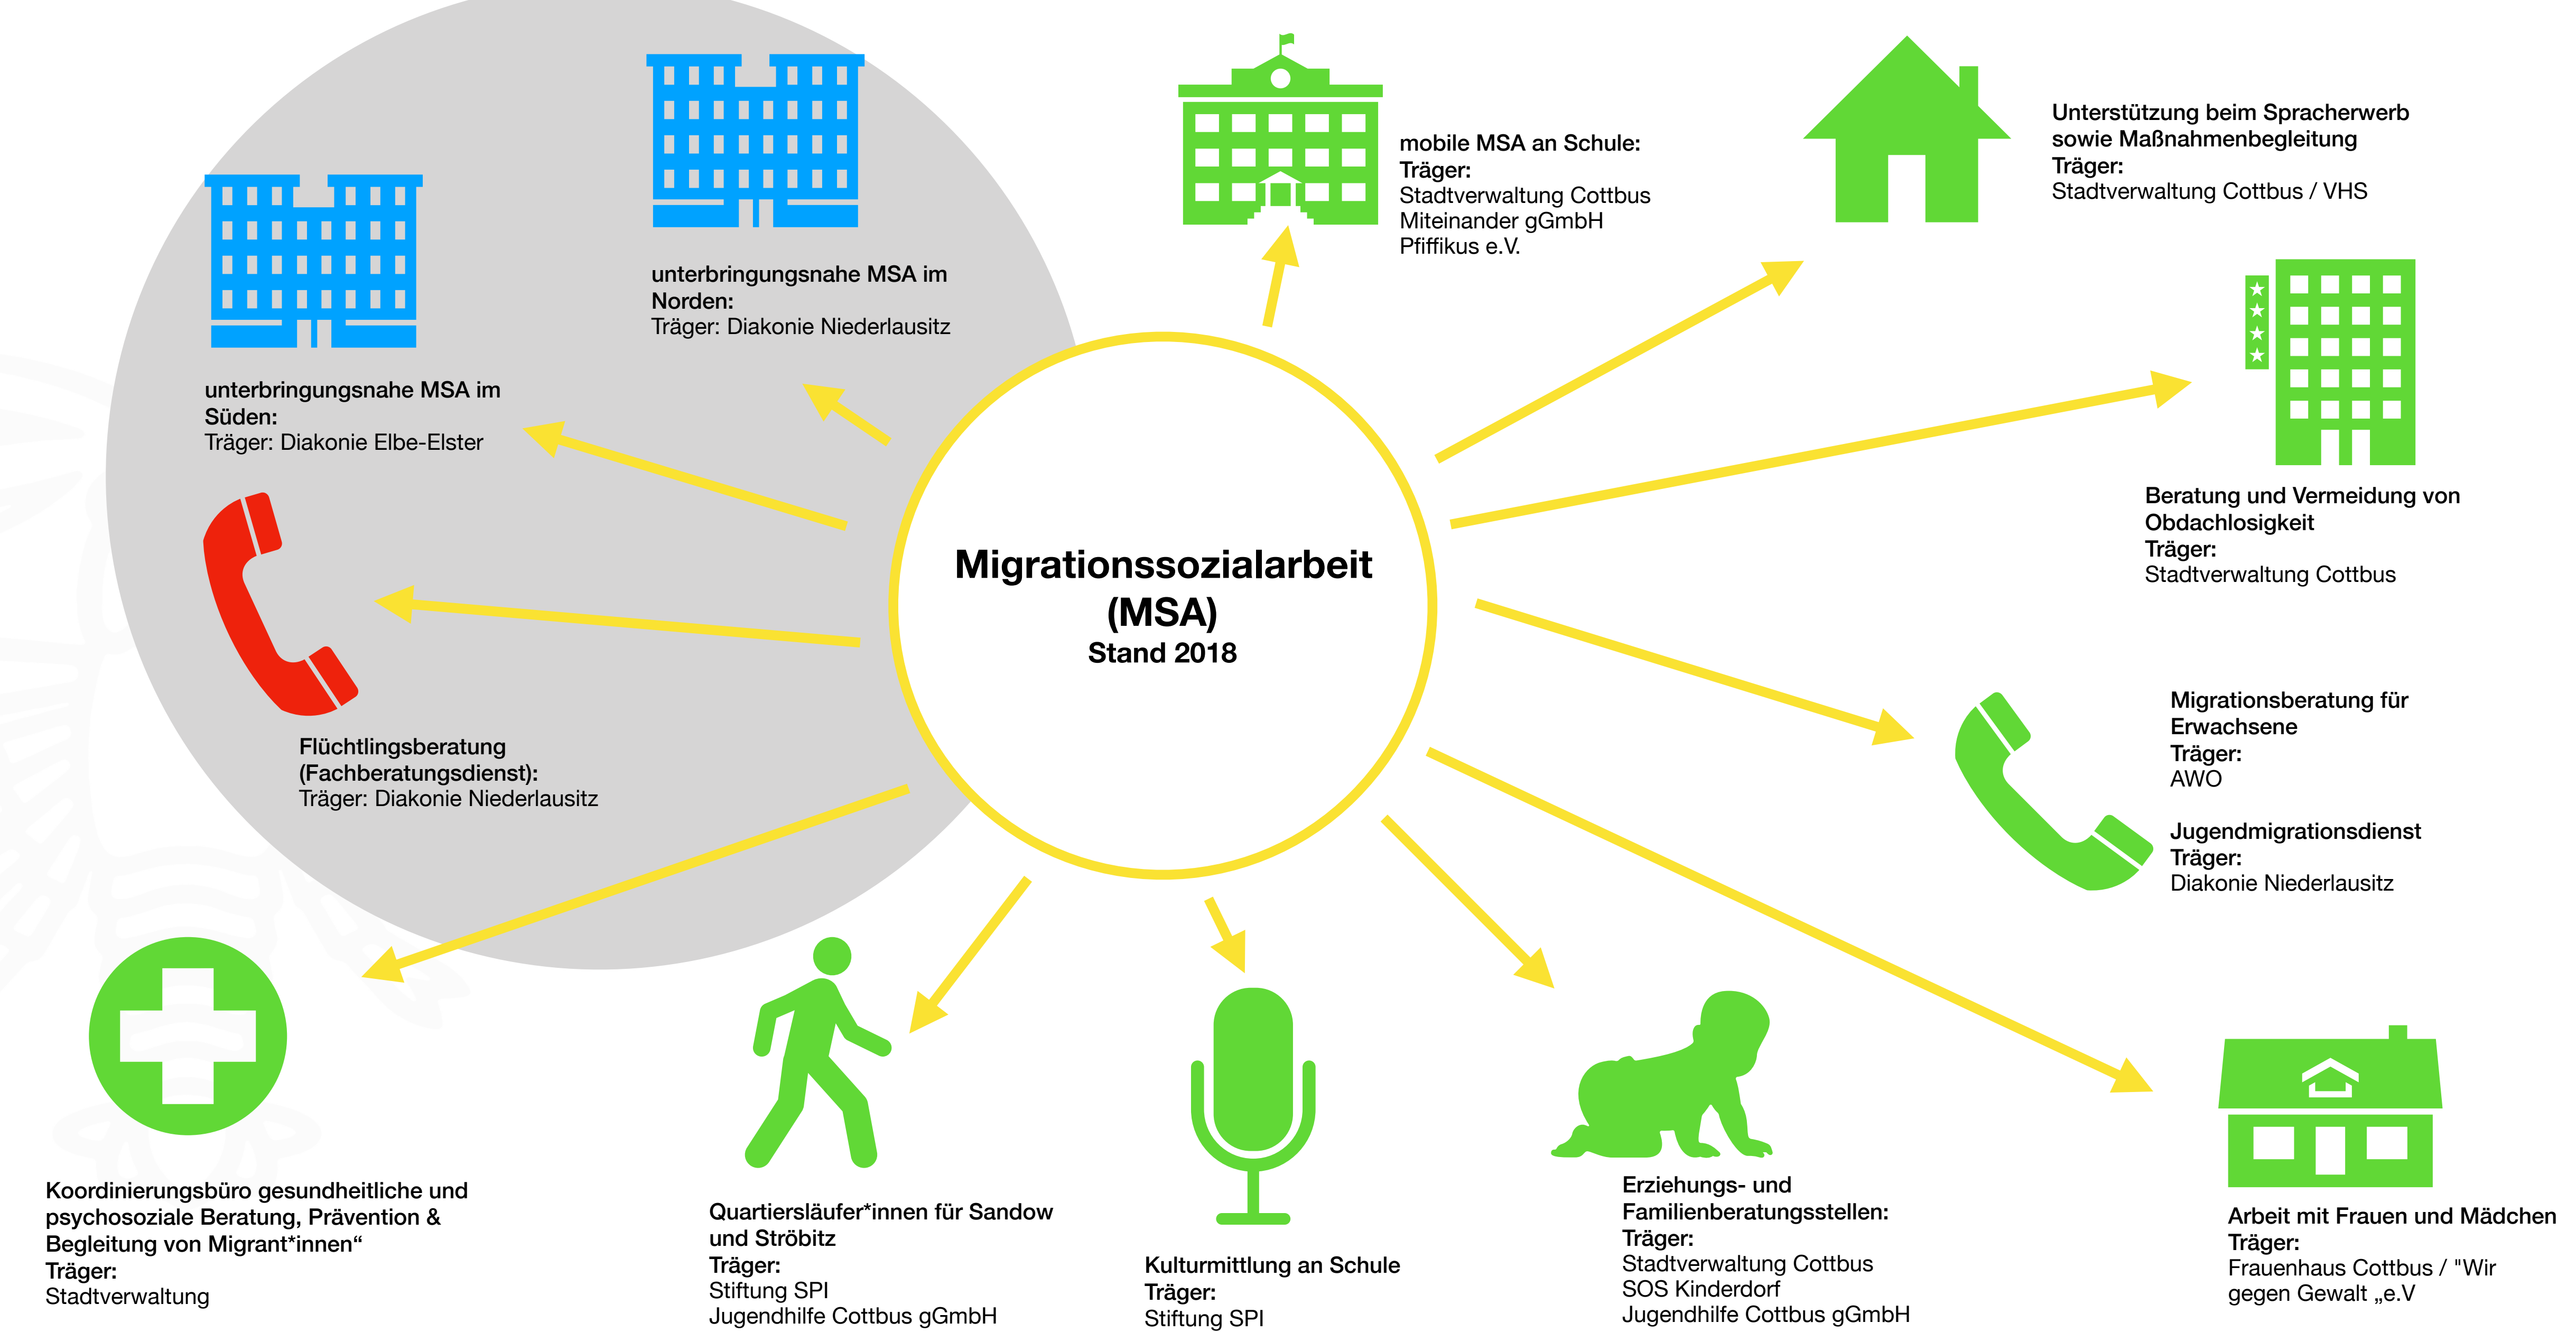 unterbringungsnahe MSA im
Norden:
Träger: Diakonie Niederlausitz
unterbringungsnahe MSA im
Süden:
Träger: Diakonie Elbe-Elster
Flüchtlingsberatung
(Fachberatungsdienst):
Träger: Diakonie Niederlausitz
mobile MSA an Schule:
Träger:
Stadtverwaltung Cottbus
Miteinander gGmbH
Pfiffikus e.V.
Unterstützung beim Spracherwerb
sowie Maßnahmenbegleitung
Träger:
Stadtverwaltung Cottbus / VHS
Beratung und Vermeidung von
Obdachlosigkeit
Träger:
Stadtverwaltung Cottbus
Migrationssozialarbeit
(MSA)
Stand 2018
Migrationsberatung für
Erwachsene
Träger:
AWO
Jugendmigrationsdienst
Träger:
Diakonie Niederlausitz
Koordinierungsbüro gesundheitliche und
psychosoziale Beratung, Prävention &
Begleitung von Migrant*innen“
Träger:
Stadtverwaltung
Quartiersläufer*innen für Sandow
und Ströbitz
Träger:
Stiftung SPI
Jugendhilfe Cottbus gGmbH
Kulturmittlung an Schule
Träger:
Stiftung SPI
Erziehungs- und
Familienberatungsstellen:
Träger:
Stadtverwaltung Cottbus
SOS Kinderdorf
Jugendhilfe Cottbus gGmbH
Arbeit mit Frauen und Mädchen
Träger:
Frauenhaus Cottbus / "Wir
gegen Gewalt „e.V